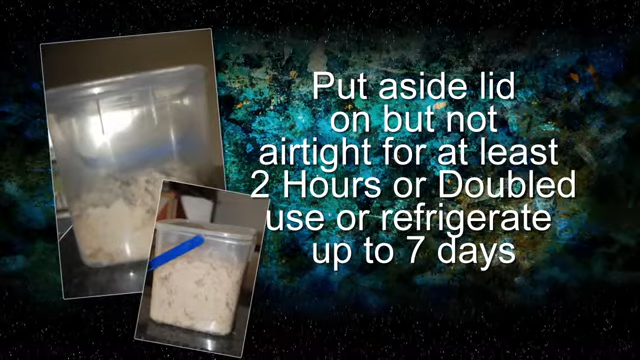 Put aside lid
on but not
airtight for at least
2 Hours or Doubled
use or refrigerate
up to 7 days